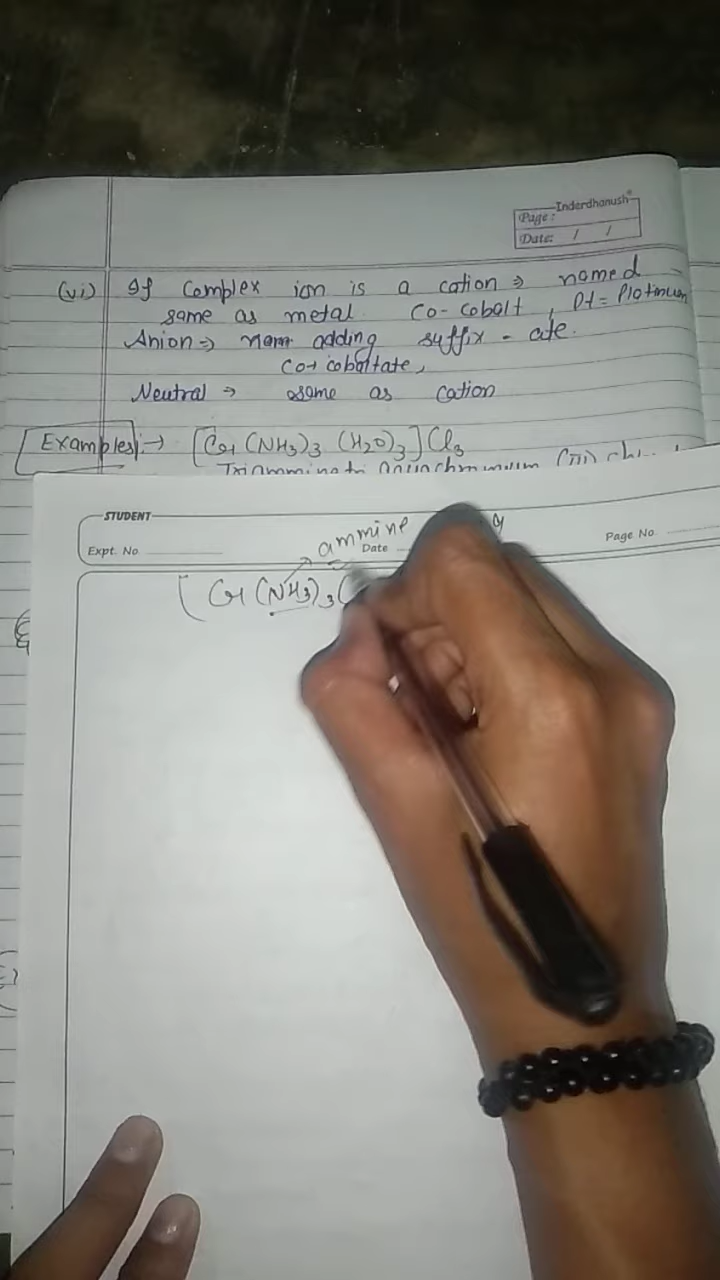 Inderdhanush
Page :
Date: / /
(vi) If complex ion is a cation ⇒ named
same as metal Co - cobalt , Pt = Plotinum
Anion ⇒ nam adding suffix - ate.
Co → cobaltate,
Neutral ⇒ same as cation
Examples :→ [Cr (NH3)3 (H2O)3] Cl3
(III)
STUDENT
Expt. No
ammine
Date
Page No.
[Cr (NH3)3 (